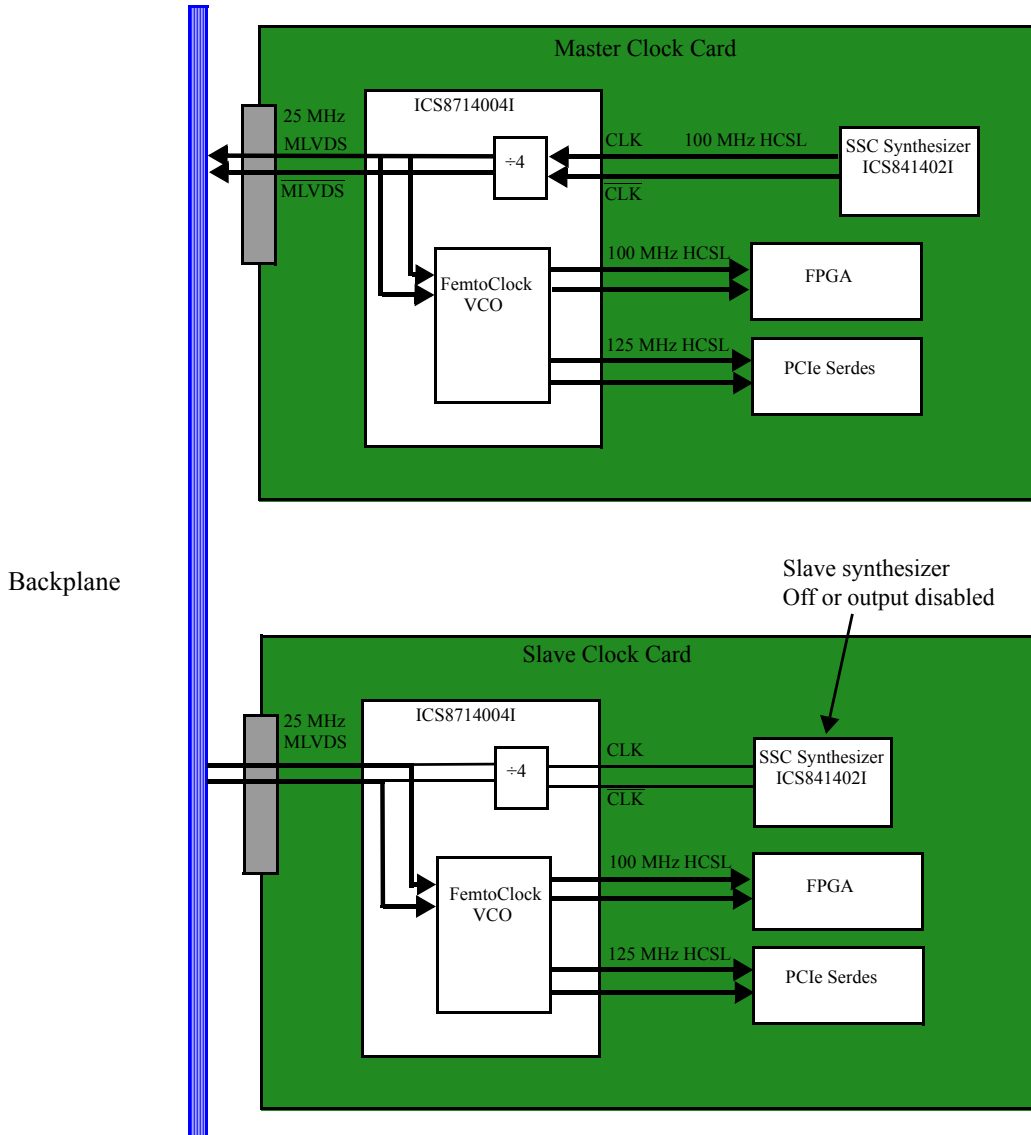 Master Clock Card
ICS8714004I
25 MHz
MLVDS
MLVDS
÷4
CLK
100 MHz HCSL
CLK
SSC Synthesizer
ICS841402I
FemtoClock
VCO
100 MHz HCSL
FPGA
125 MHz HCSL
PCIe Serdes
Backplane
Slave synthesizer
Off or output disabled
Slave Clock Card
ICS8714004I
25 MHz
MLVDS
÷4
CLK
CLK
SSC Synthesizer
ICS841402I
FemtoClock
VCO
100 MHz HCSL
FPGA
125 MHz HCSL
PCIe Serdes